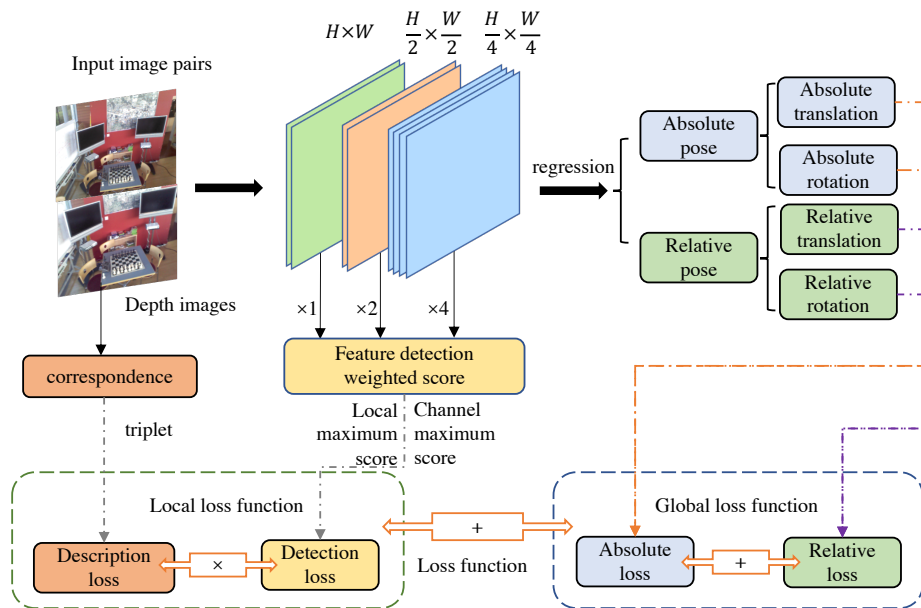 H×W
H/2 × W/2
H/4 × W/4
Input image pairs
regression
Absolute
pose
Absolute
translation
Absolute
rotation
Relative
pose
Relative
translation
Relative
rotation
Depth images
×1
×2
×4
correspondence
Feature detection
weighted score
triplet
Local
maximum
score
Channel
maximum
score
Local loss function
Description
loss
×
Detection
loss
+
Loss function
Global loss function
Absolute
loss
+
Relative
loss